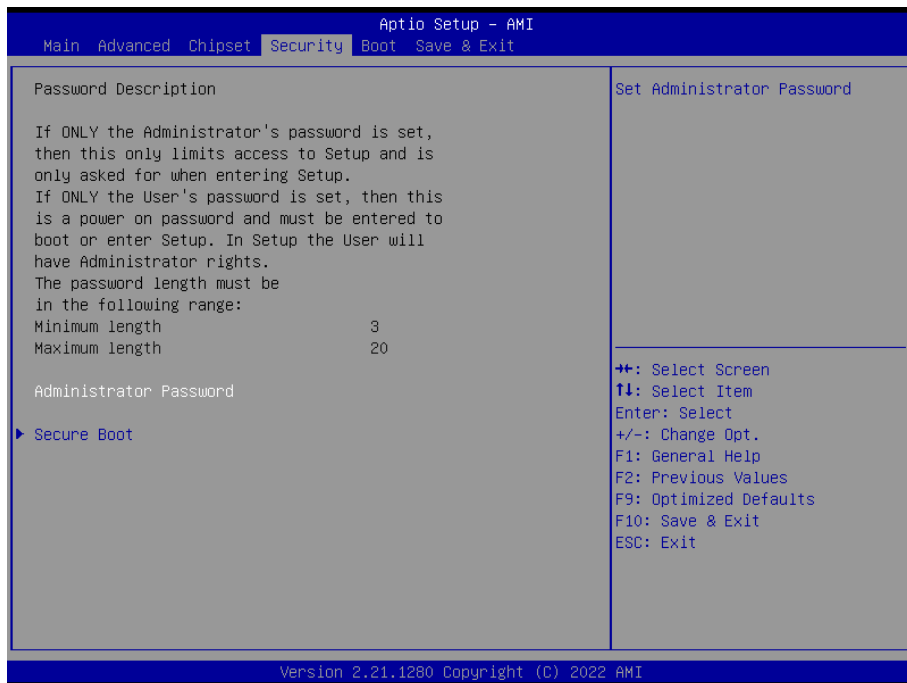 Aptio Setup – AMI
Main Advanced Chipset Security Boot Save & Exit
Password Description
If ONLY the Administrator's password is set,
then this only limits access to Setup and is
only asked for when entering Setup.
If ONLY the User's password is set, then this
is a power on password and must be entered to
boot or enter Setup. In Setup the User will
have Administrator rights.
The password length must be
in the following range:
Minimum length 3
Maximum length 20
Administrator Password
▶ Secure Boot
Set Administrator Password
→←: Select Screen
↑↓: Select Item
Enter: Select
+/-: Change Opt.
F1: General Help
F2: Previous Values
F9: Optimized Defaults
F10: Save & Exit
ESC: Exit
Version 2.21.1280 Copyright (C) 2022 AMI